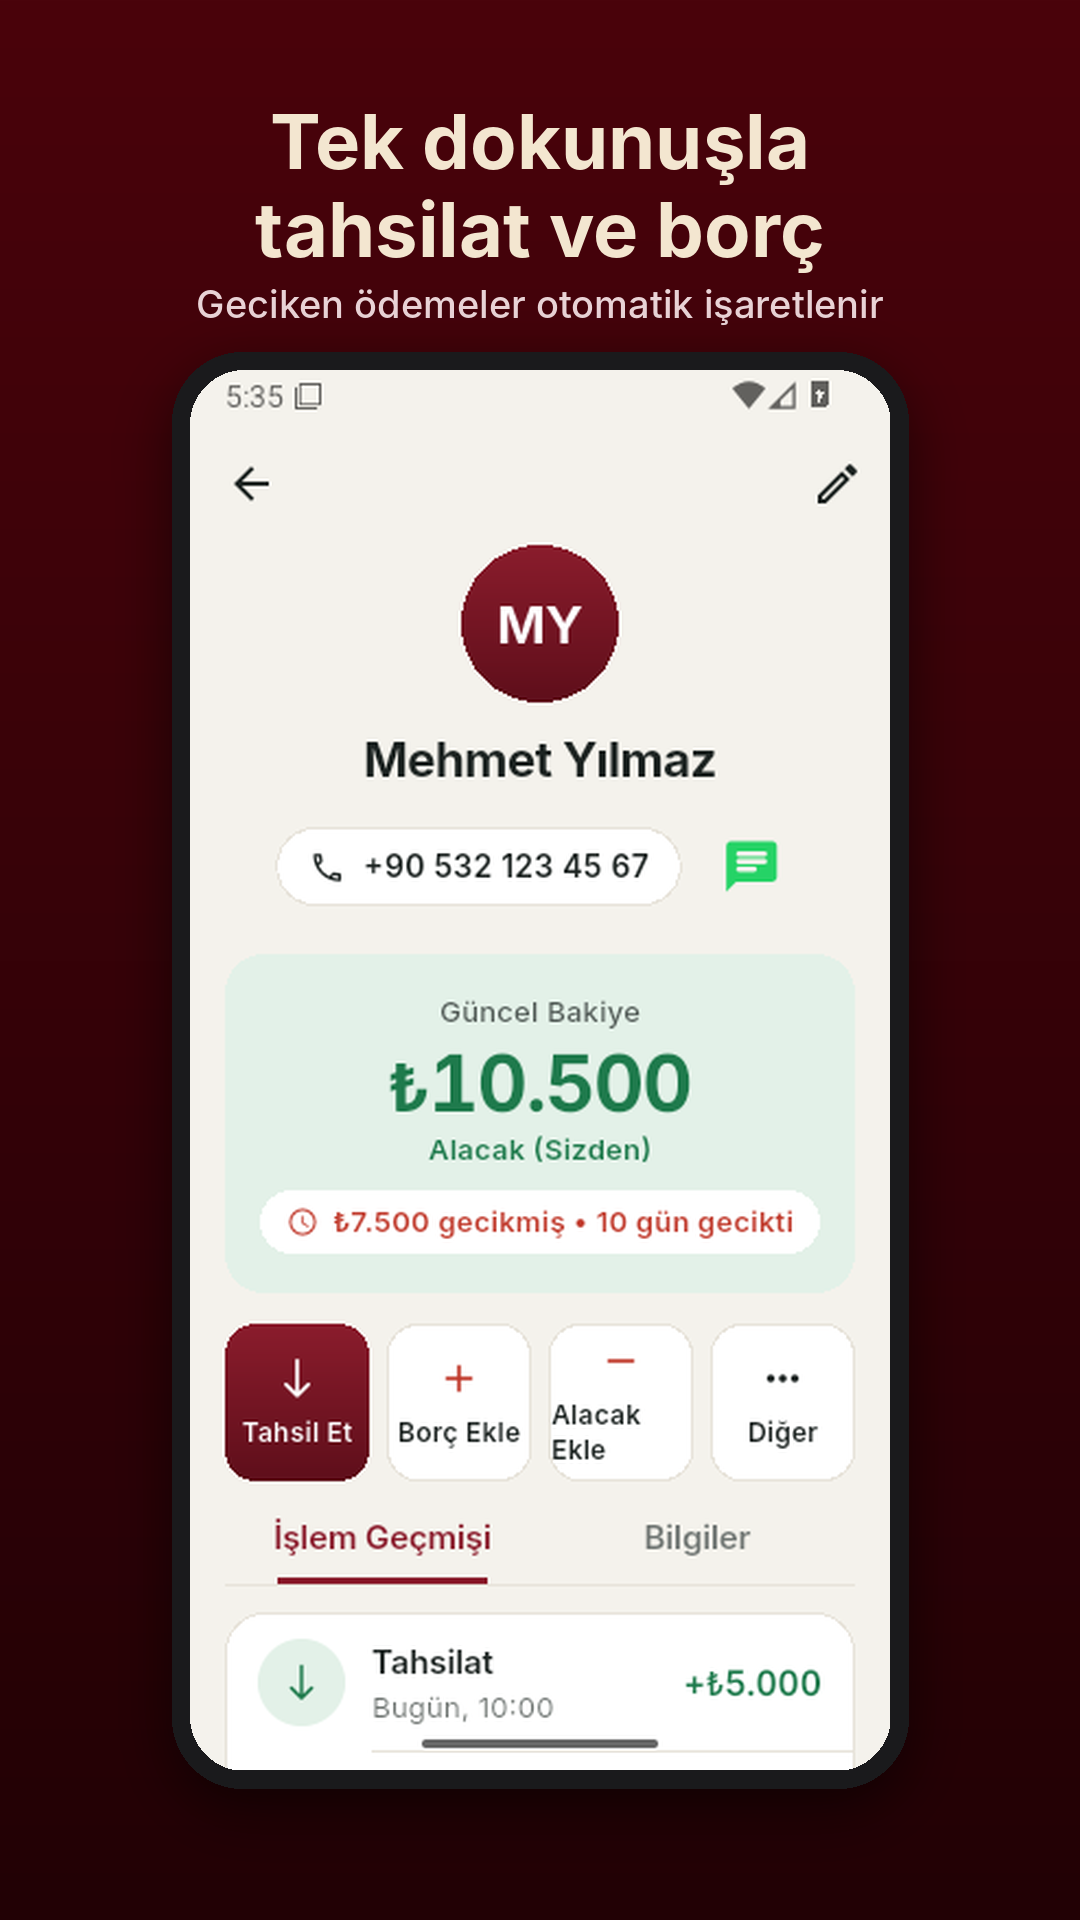 Tek dokunuşla
tahsilat ve borç
Geciken ödemeler otomatik işaretlenir
5:35
MY
Mehmet Yılmaz
+90 532 123 45 67
Güncel Bakiye
₺10.500
Alacak (Sizden)
₺7.500 gecikmiş • 10 gün gecikti
Tahsil Et
Borç Ekle
Alacak
Ekle
Diğer
İşlem Geçmişi
Bilgiler
Tahsilat
+₺5.000
Bugün, 10:00